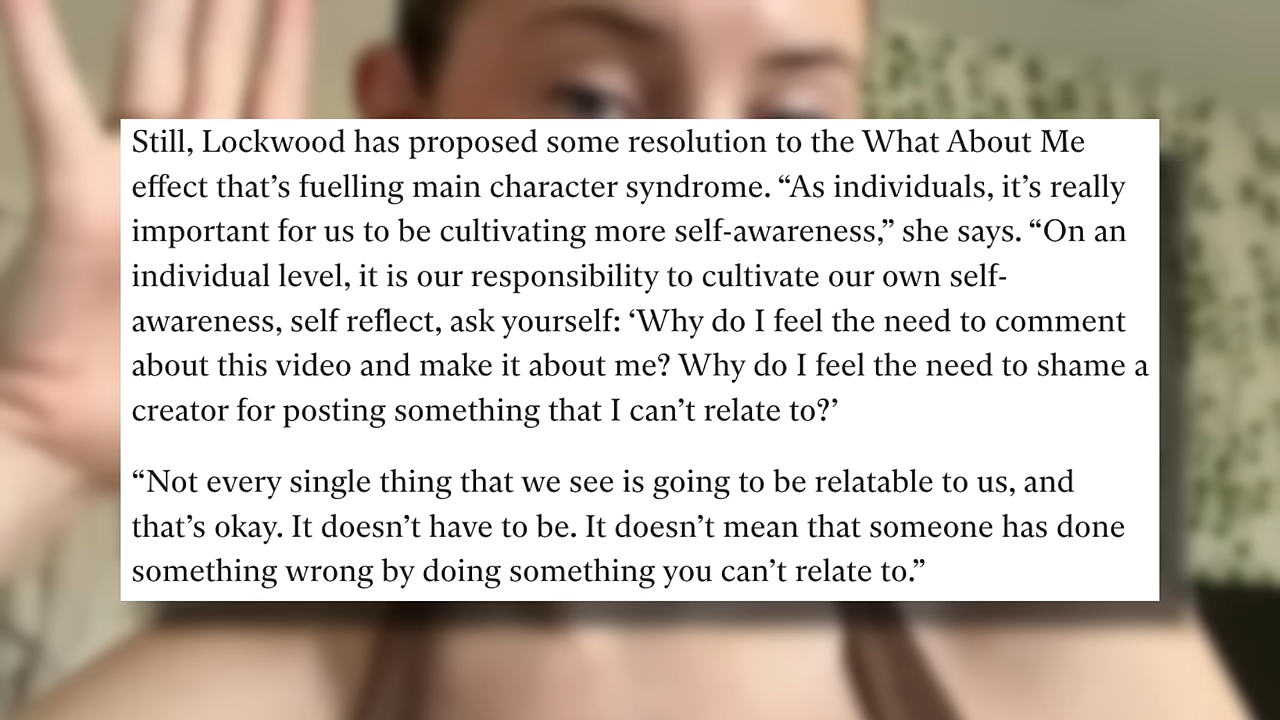 Still, Lockwood has proposed some resolution to the What About Me
effect that’s fuelling main character syndrome. “As individuals, it’s really
important for us to be cultivating more self-awareness,” she says. “On an
individual level, it is our responsibility to cultivate our own self-
awareness, self reflect, ask yourself: ‘Why do I feel the need to comment
about this video and make it about me? Why do I feel the need to shame a
creator for posting something that I can’t relate to?’
“Not every single thing that we see is going to be relatable to us, and
that’s okay. It doesn’t have to be. It doesn’t mean that someone has done
something wrong by doing something you can’t relate to.”